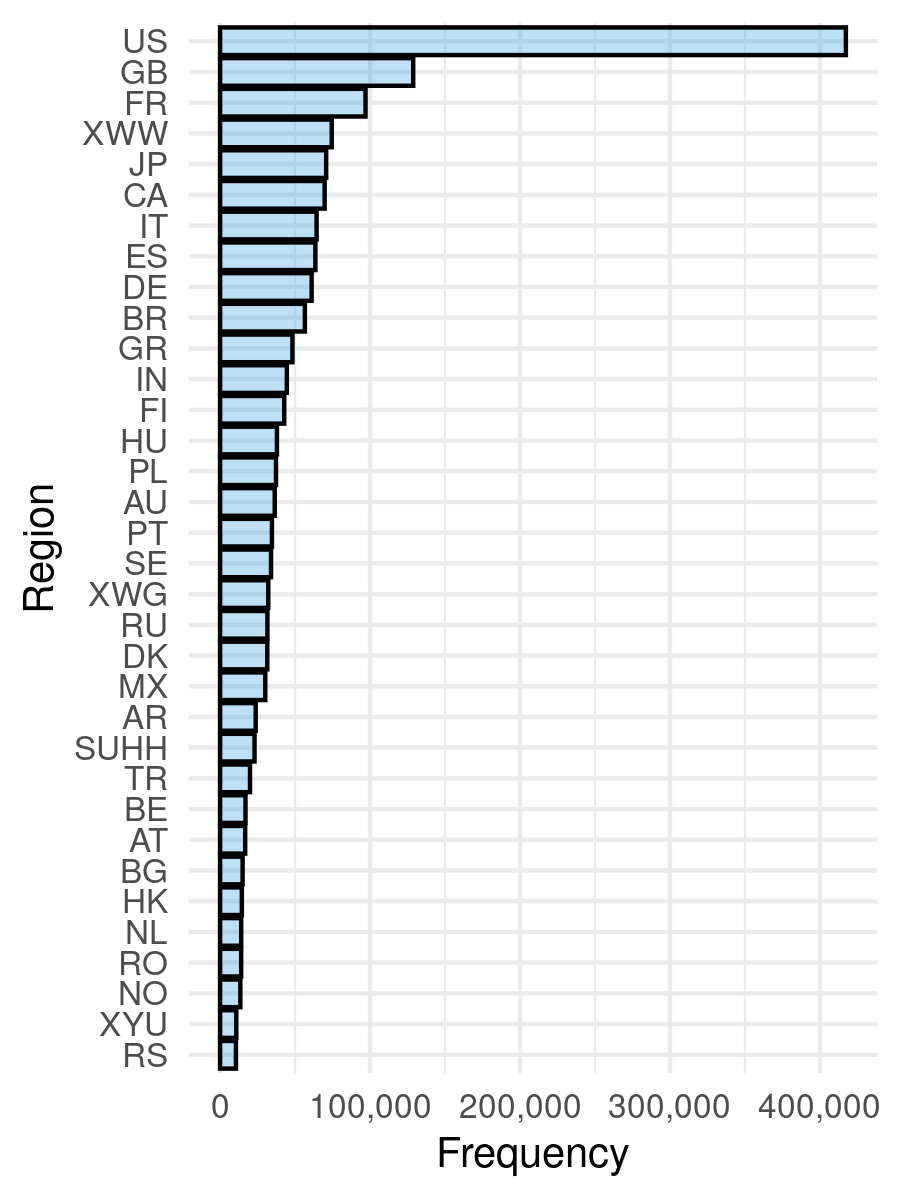 US
GB
FR
XWW
JP
CA
IT
ES
DE
BR
GR
IN
FI
HU
PL
AU
PT
SE
XWG
RU
DK
MX
AR
SUHH
TR
BE
AT
BG
HK
NL
RO
NO
XYU
RS
Region
0 100,000 200,000 300,000 400,000
Frequency